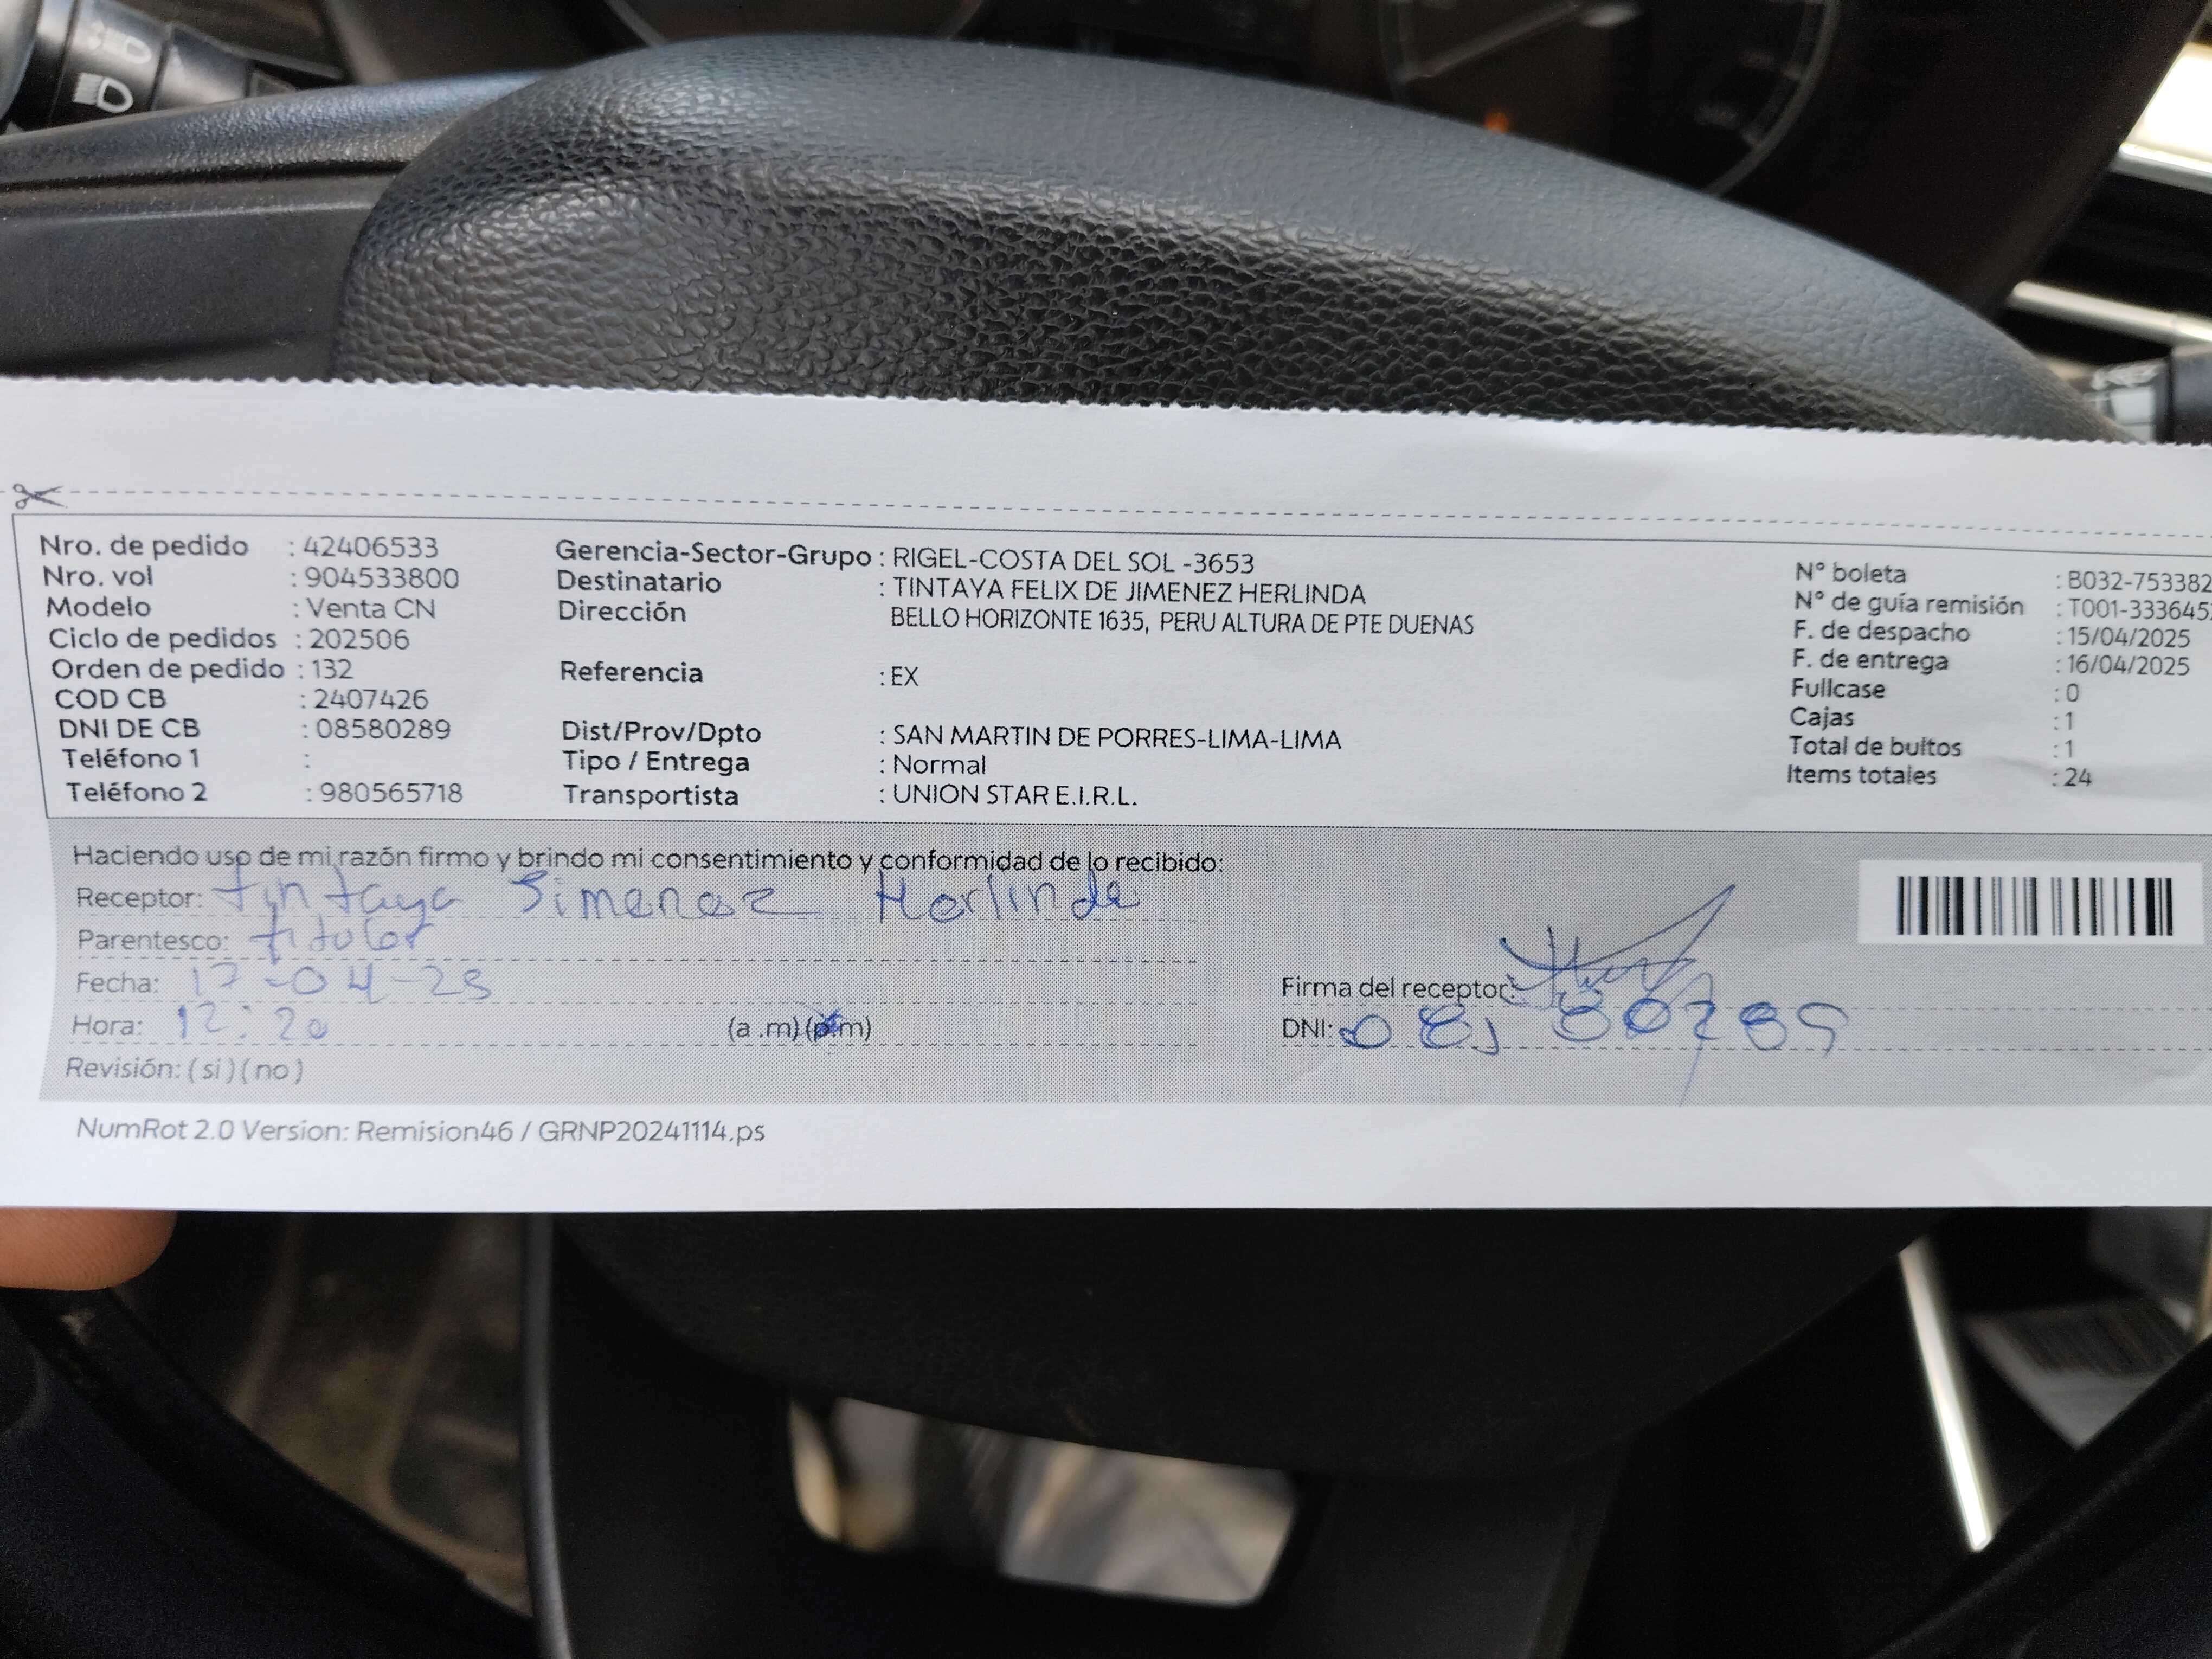 Nro. de pedido : 42406533
Nro. vol : 904533800
Modelo : Venta CN
Ciclo de pedidos : 202506
Orden de pedido : 132
COD CB : 2407426
DNI DE CB : 08580289
Teléfono 1 :
Teléfono 2 : 980565718
Gerencia-Sector-Grupo : RIGEL-COSTA DEL SOL -3653
Destinatario : TINTAYA FELIX DE JIMENEZ HERLINDA
Dirección BELLO HORIZONTE 1635, PERU ALTURA DE PTE DUENAS
Referencia : EX
Dist/Prov/Dpto : SAN MARTIN DE PORRES-LIMA-LIMA
Tipo / Entrega : Normal
Transportista : UNION STAR E.I.R.L.
N° boleta : B032-753382
N° de guía remisión : T001-333645
F. de despacho : 15/04/2025
F. de entrega : 16/04/2025
Fullcase : 0
Cajas : 1
Total de bultos : 1
Items totales : 24
Haciendo uso de mi razón firmo y brindo mi consentimiento y conformidad de lo recibido:
Receptor: Tintaya Jimenez Herlinda
Parentesco: titular
Fecha: 17-04-25
Hora: 12:20 (a .m) (p.m)
Revisión: ( si ) ( no )
Firma del receptor:
DNI:
NumRot 2.0 Version: Remision46 / GRNP20241114.ps